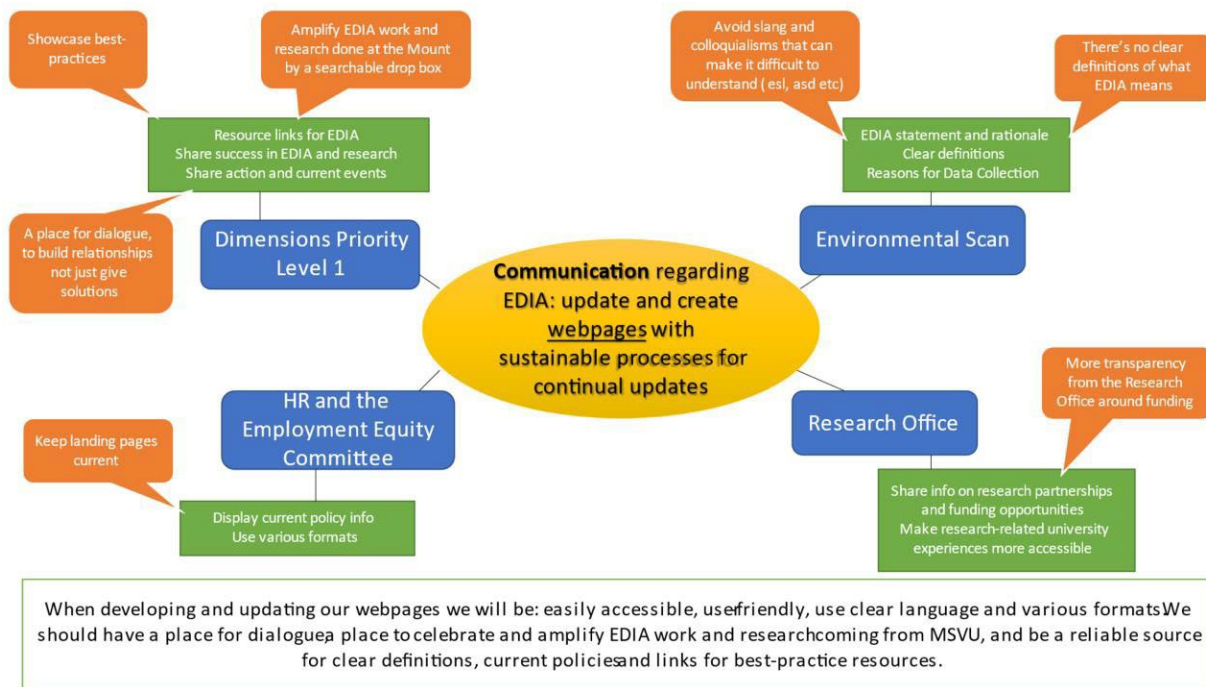 Showcase best-
practices
Amplify EDIA work and
research done at the Mount
by a searchable drop box
Avoid slang and
colloquialisms that can
make it difficult to
understand ( esl, asd etc)
There's no clear
definitions of what
EDIA means
Resource links for EDIA
Share success in EDIA and research
Share action and current events
EDIA statement and rationale
Clear definitions
Reasons for Data Collection
A place for dialogue,
to build relationships
not just give
solutions
Dimensions Priority
Level 1
Environmental Scan
Communication regarding
EDIA: update and create
webpages with
sustainable processes for
continual updates
HR and the
Employment Equity
Committee
Research Office
More transparency
from the Research
Office around funding
Keep landing pages
current
Display current policy info
Use various formats
Share info on research partnerships
and funding opportunities
Make research-related university
experiences more accessible
When developing and updating our webpages we will be: easily accessible, user-friendly, use clear language and various formats. We
should have a place for dialogue, a place to celebrate and amplify EDIA work and research coming from MSVU, and be a reliable source
for clear definitions, current policies and links for best-practice resources.